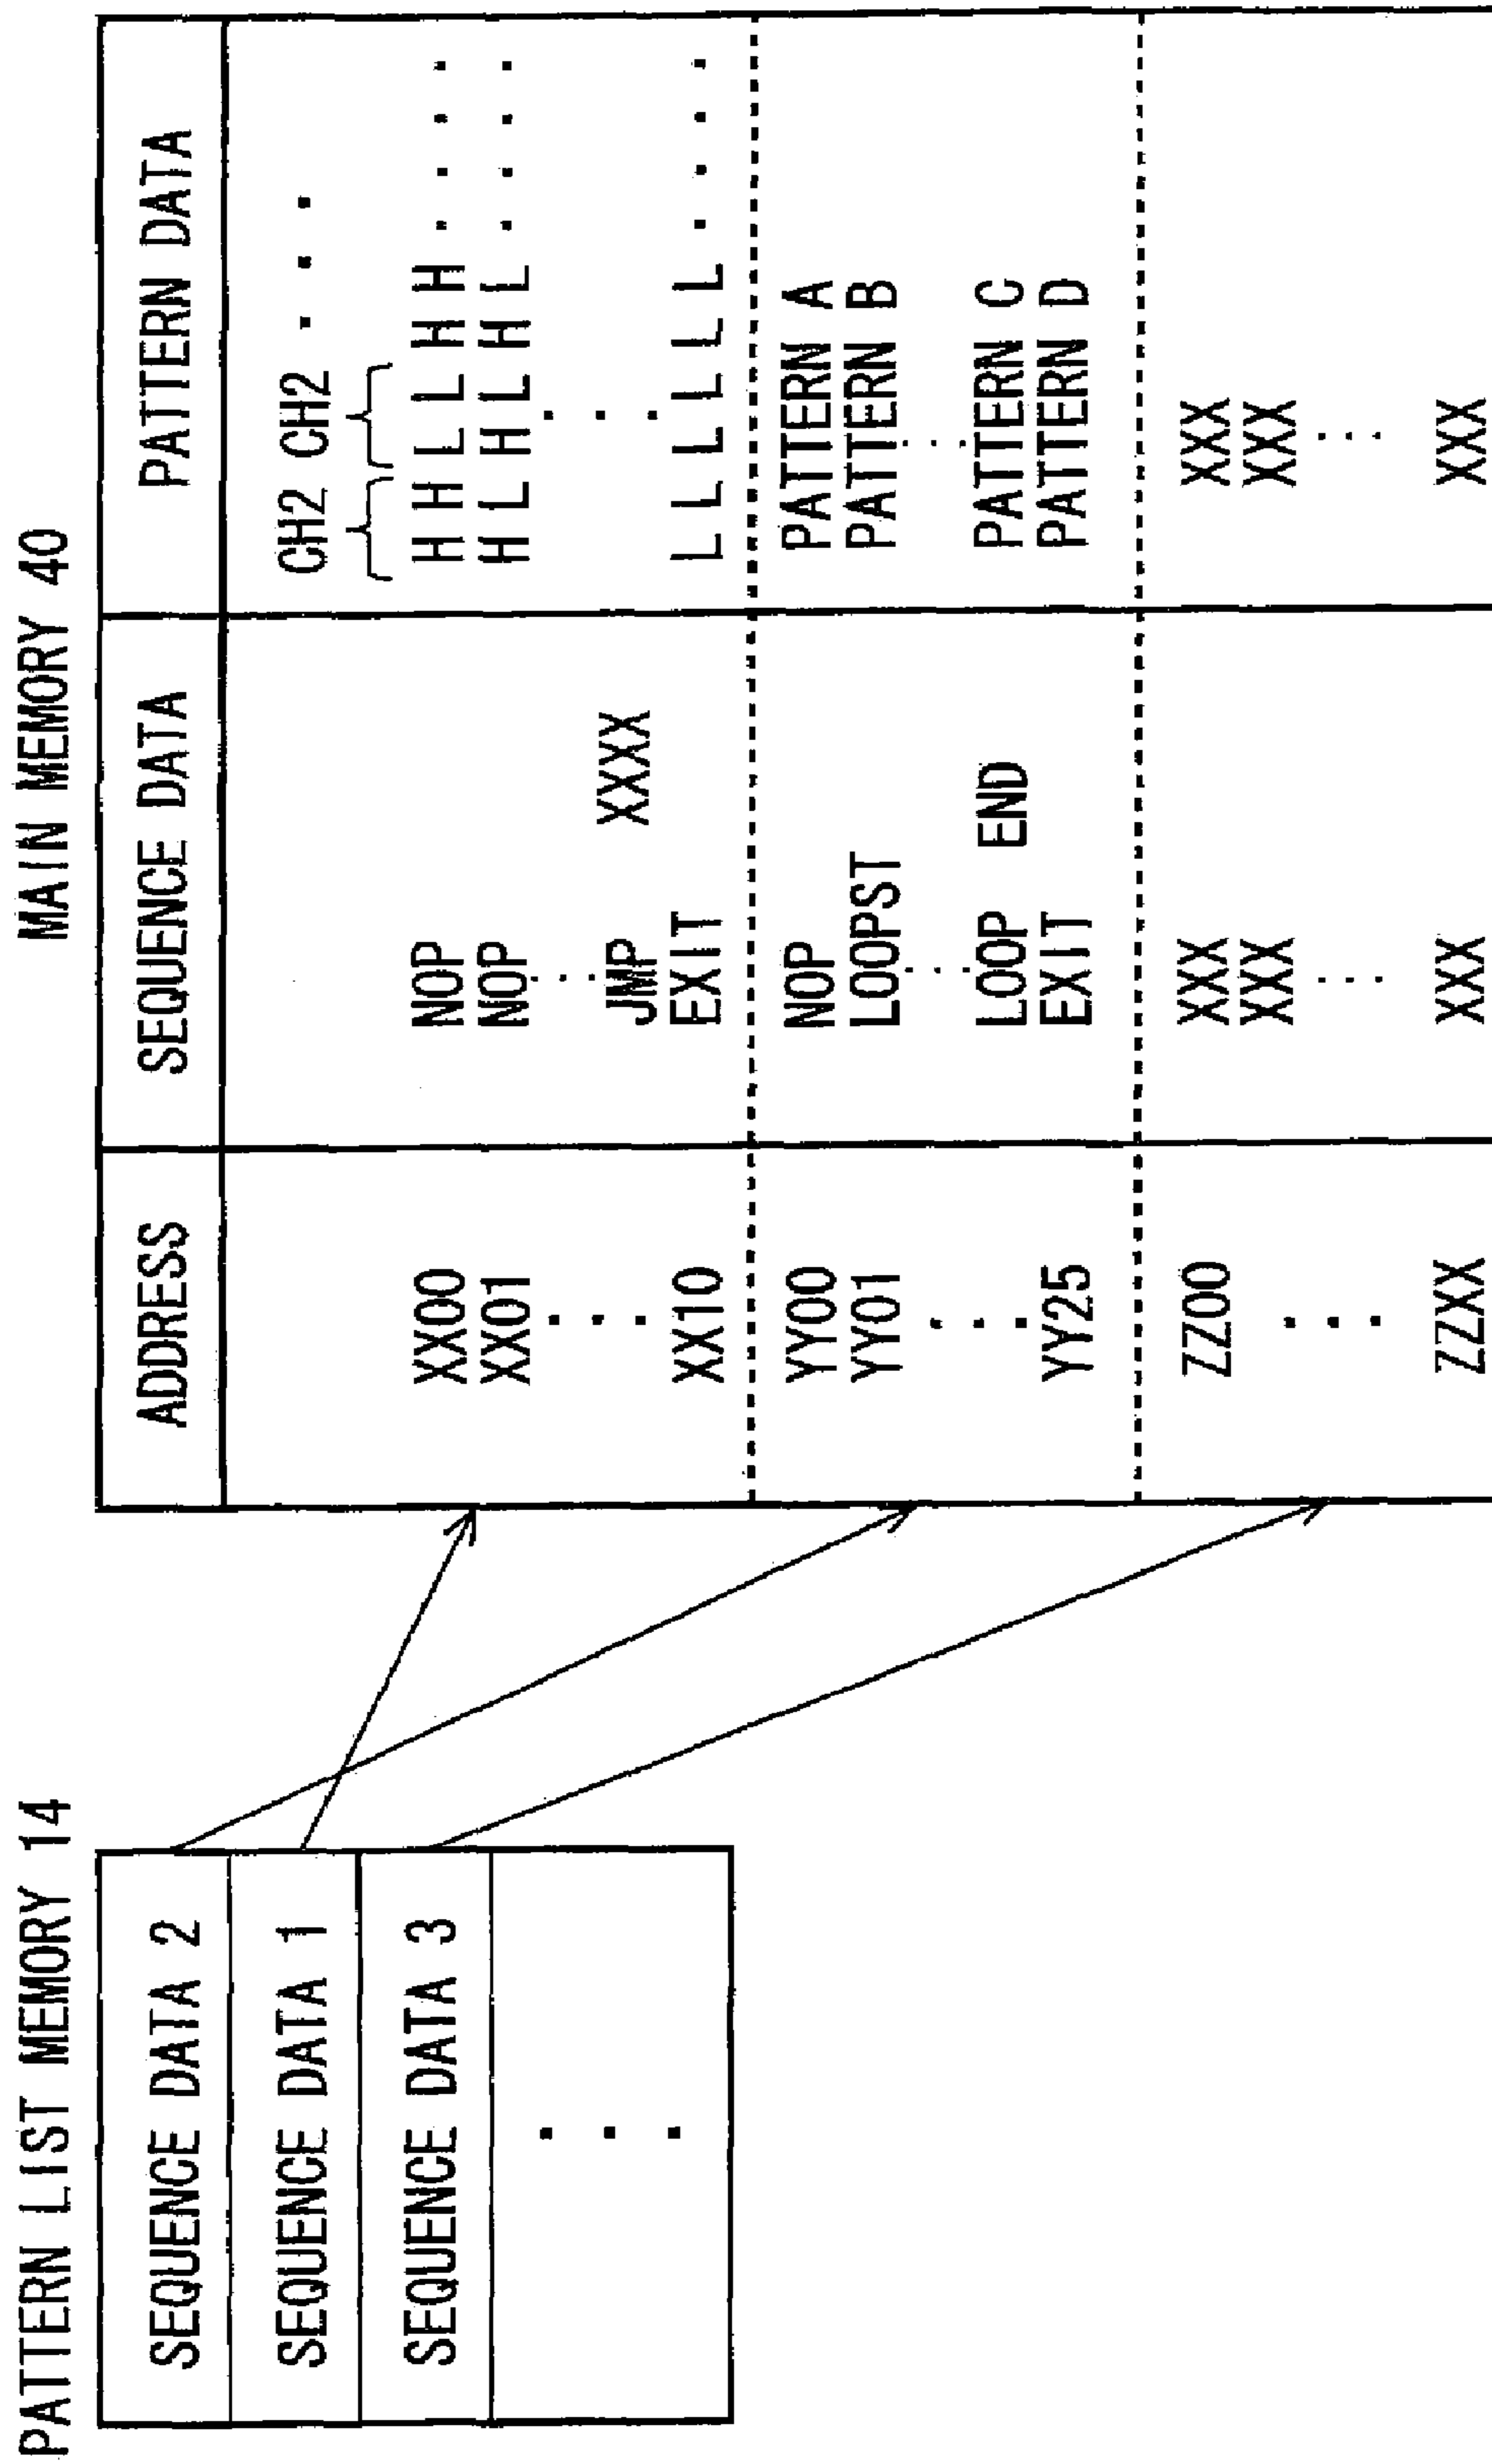 PATTERN LIST MEMORY 14
SEQUENCE DATA 2
SEQUENCE DATA 1
SEQUENCE DATA 3
. . .
MAIN MEMORY 40
ADDRESS SEQUENCE DATA PATTERN DATA
CH2 CH2 . . .
XX00 NOP H H L L H H . . . .
XX01 NOP H L H L H L . . . .
. . .
JMP XXXX
XX10 EXIT L L L L L L . . . .
YY00 NOP PATTERN A
YY01 LOOPST PATTERN B
. . .
LOOP END PATTERN C
YY25 EXIT PATTERN D
ZZ00 XXX XXX
XXX XXX
. . .
ZZXX XXX XXX